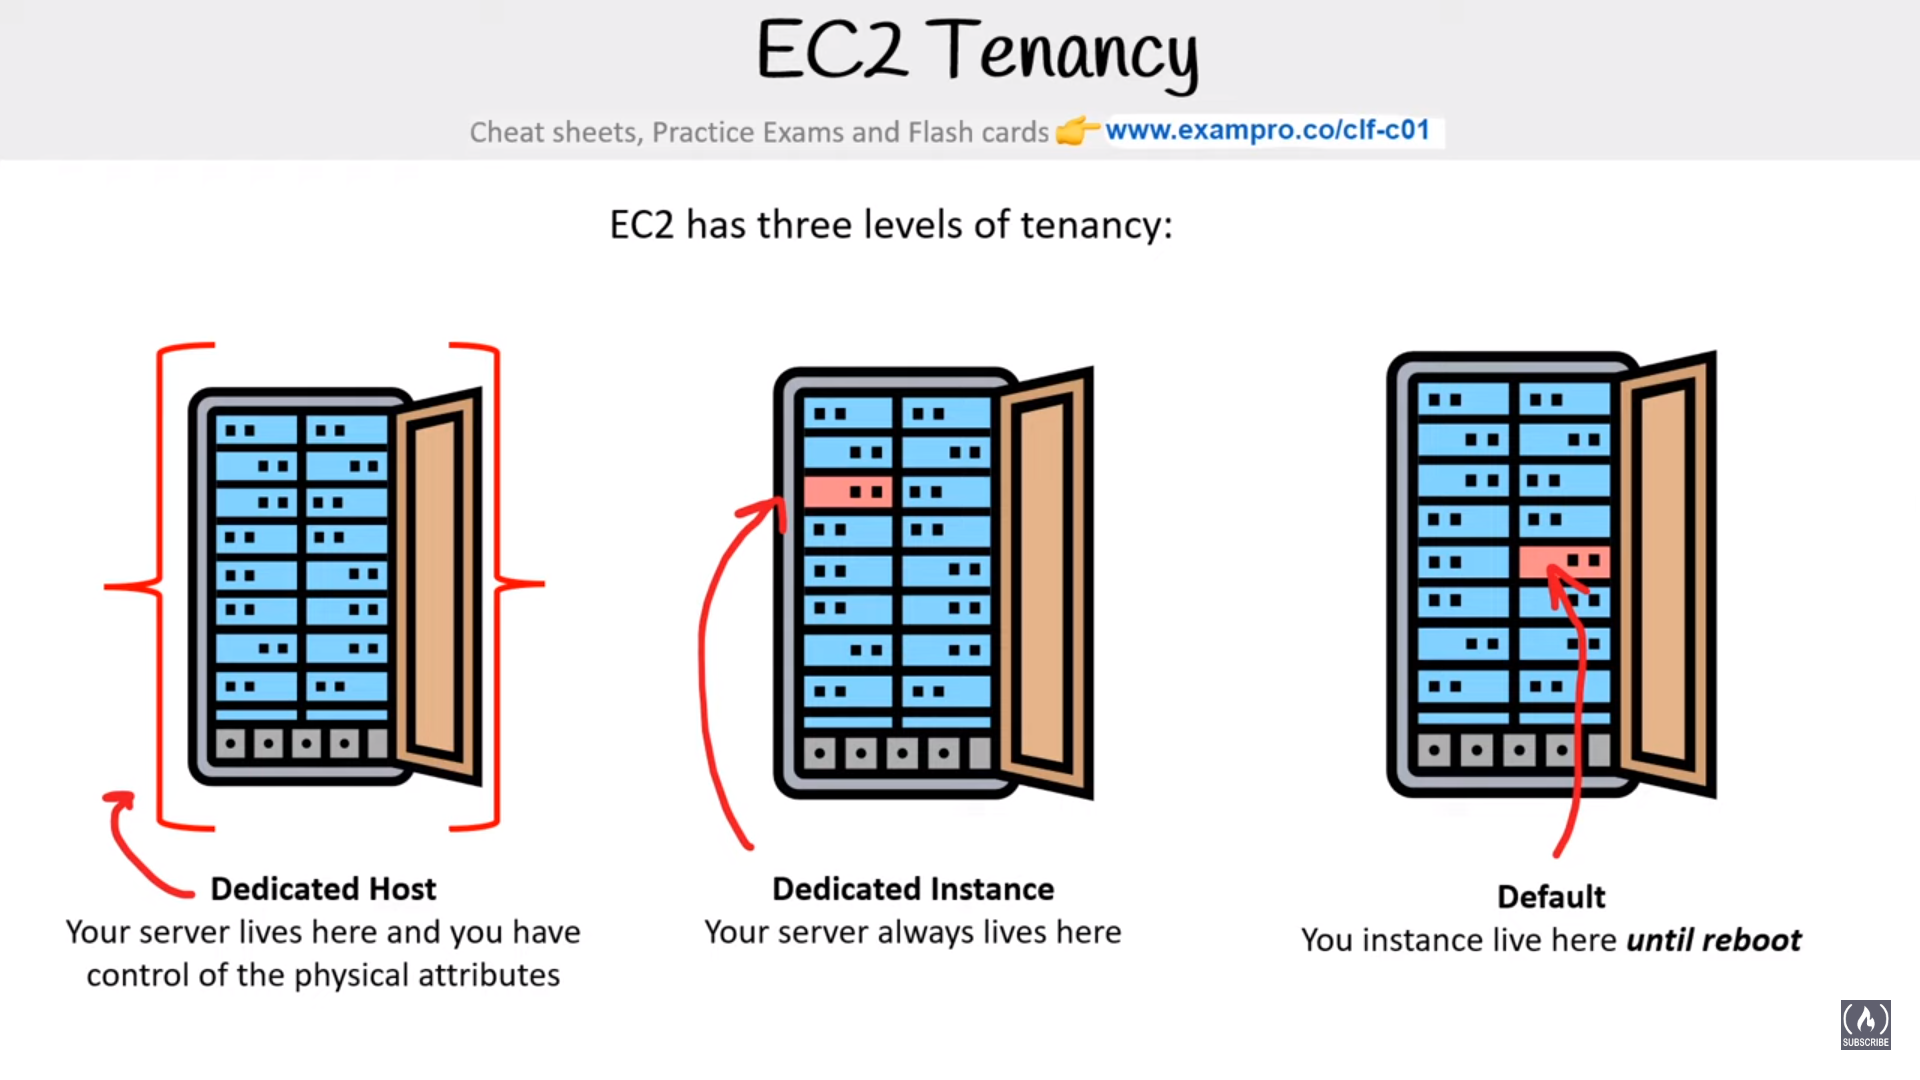 EC2 Tenancy
Cheat sheets, Practice Exams and Flash cards 👉 www.exampro.co/clf-c01
EC2 has three levels of tenancy:
Dedicated Host
Your server lives here and you have
control of the physical attributes
Dedicated Instance
Your server always lives here
Default
You instance live here until reboot
SUBSCRIBE